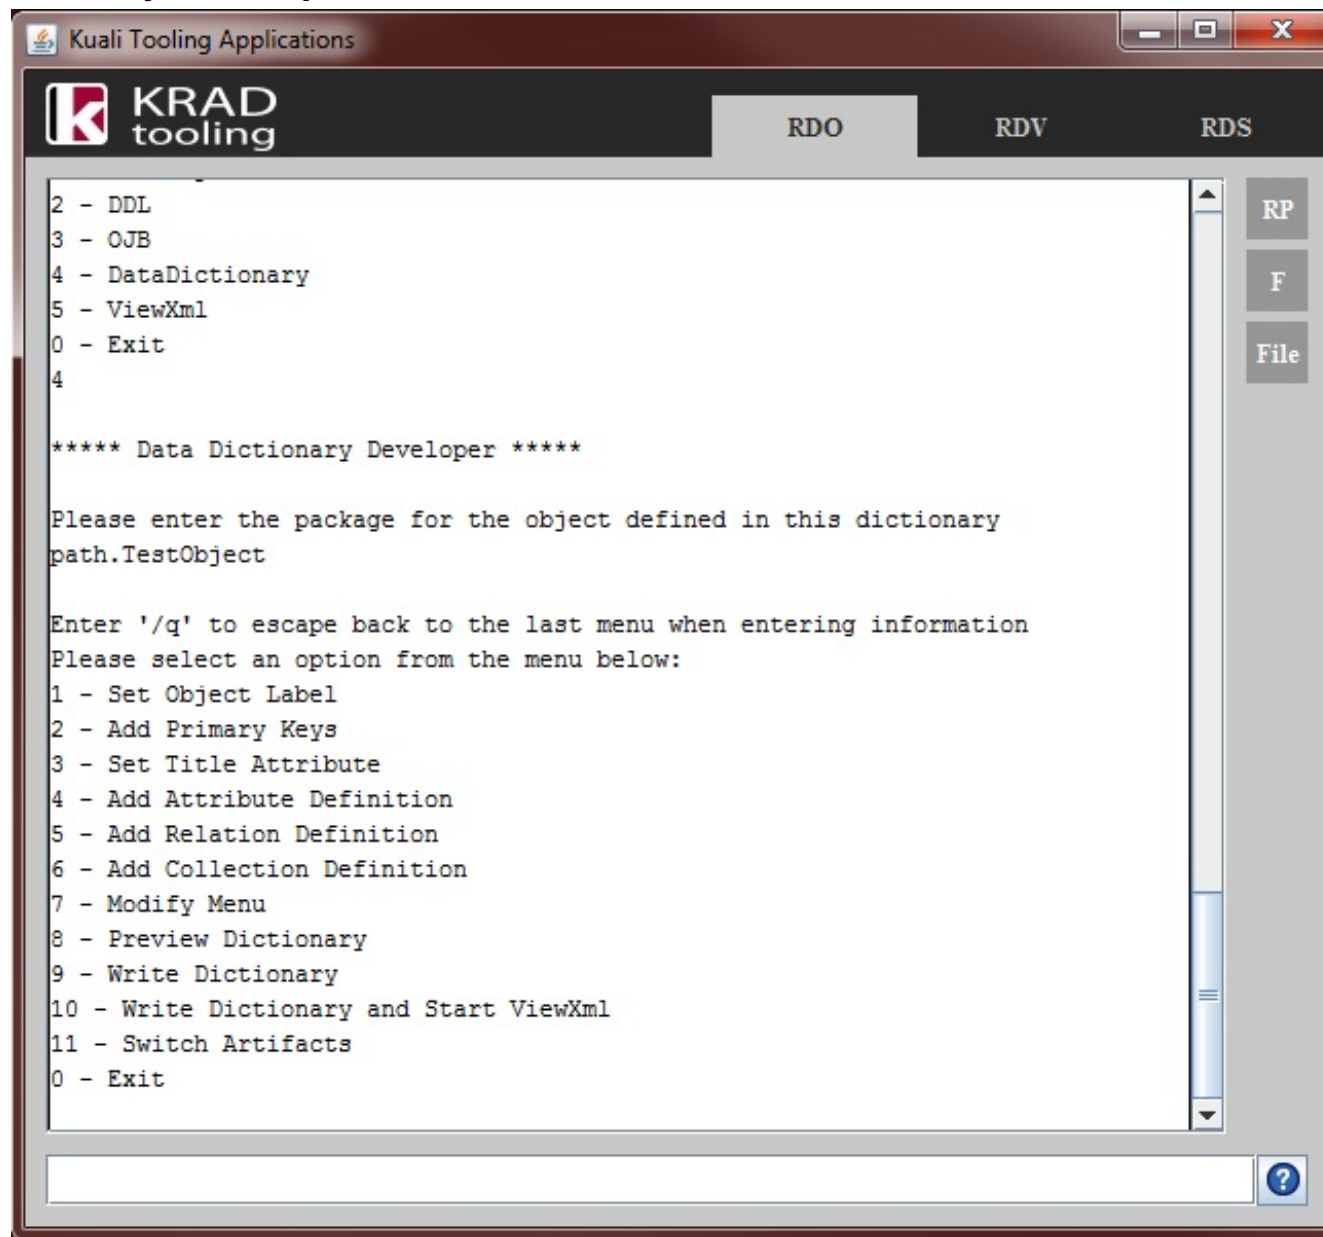 Kuali Tooling Applications
KRAD
tooling
RDO
RDV
RDS
2 - DDL
3 - OJB
4 - DataDictionary
5 - ViewXml
0 - Exit
4
***** Data Dictionary Developer *****
Please enter the package for the object defined in this dictionary
path.TestObject
Enter '/q' to escape back to the last menu when entering information
Please select an option from the menu below:
1 - Set Object Label
2 - Add Primary Keys
3 - Set Title Attribute
4 - Add Attribute Definition
5 - Add Relation Definition
6 - Add Collection Definition
7 - Modify Menu
8 - Preview Dictionary
9 - Write Dictionary
10 - Write Dictionary and Start ViewXml
11 - Switch Artifacts
0 - Exit
RP
F
File